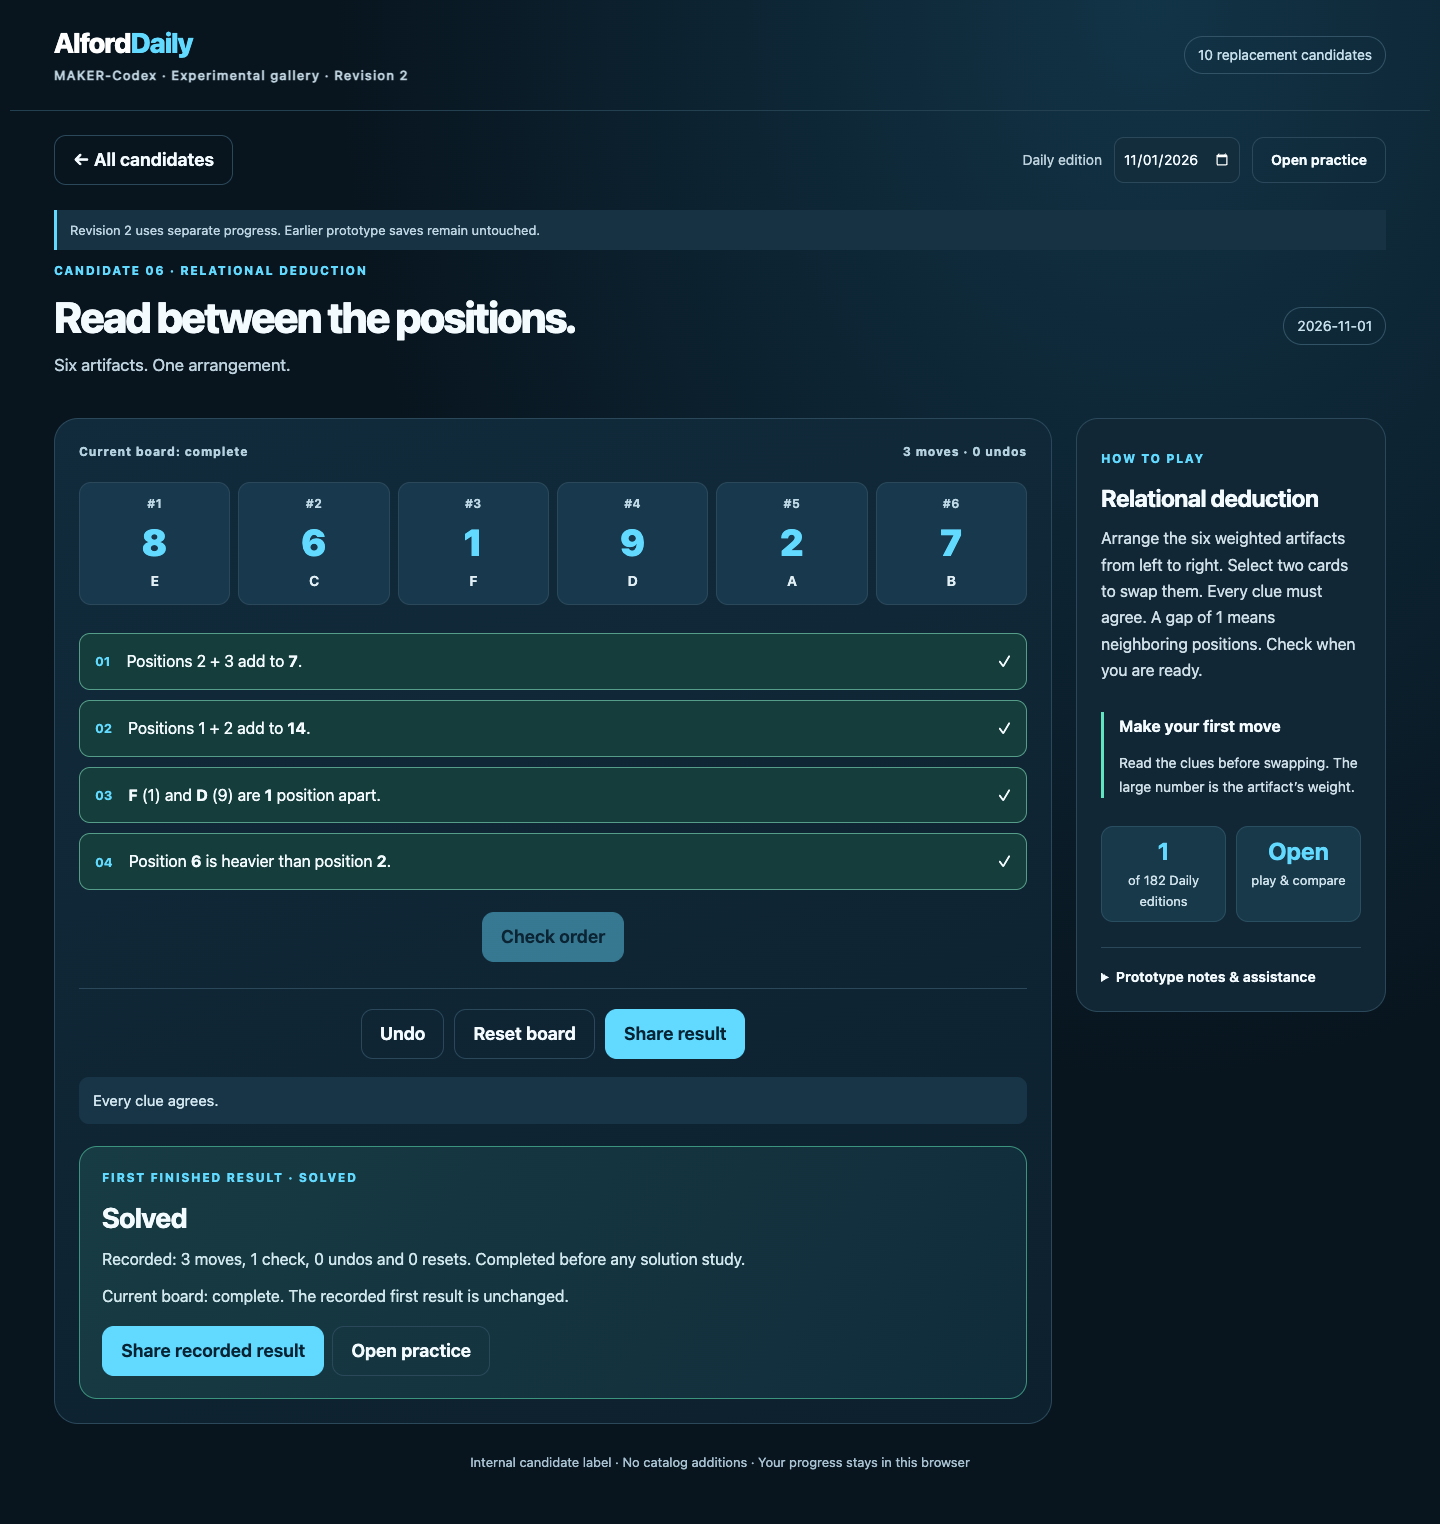 AlfordDaily
MAKER-Codex · Experimental gallery · Revision 2
10 replacement candidates
← All candidates
Daily edition
11/01/2026
Open practice
Revision 2 uses separate progress. Earlier prototype saves remain untouched.
CANDIDATE 06 · RELATIONAL DEDUCTION
Read between the positions.
2026-11-01
Six artifacts. One arrangement.
Current board: complete
3 moves · 0 undos
#1
8
E
#2
6
C
#3
1
F
#4
9
D
#5
2
A
#6
7
B
01 Positions 2 + 3 add to 7. ✓
02 Positions 1 + 2 add to 14. ✓
03 F (1) and D (9) are 1 position apart. ✓
04 Position 6 is heavier than position 2. ✓
Check order
Undo
Reset board
Share result
Every clue agrees.
FIRST FINISHED RESULT · SOLVED
Solved
Recorded: 3 moves, 1 check, 0 undos and 0 resets. Completed before any solution study.
Current board: complete. The recorded first result is unchanged.
Share recorded result
Open practice
HOW TO PLAY
Relational deduction
Arrange the six weighted artifacts
from left to right. Select two cards
to swap them. Every clue must
agree. A gap of 1 means
neighboring positions. Check when
you are ready.
Make your first move
Read the clues before swapping. The
large number is the artifact’s weight.
1
of 182 Daily
editions
Open
play & compare
▶ Prototype notes & assistance
Internal candidate label · No catalog additions · Your progress stays in this browser